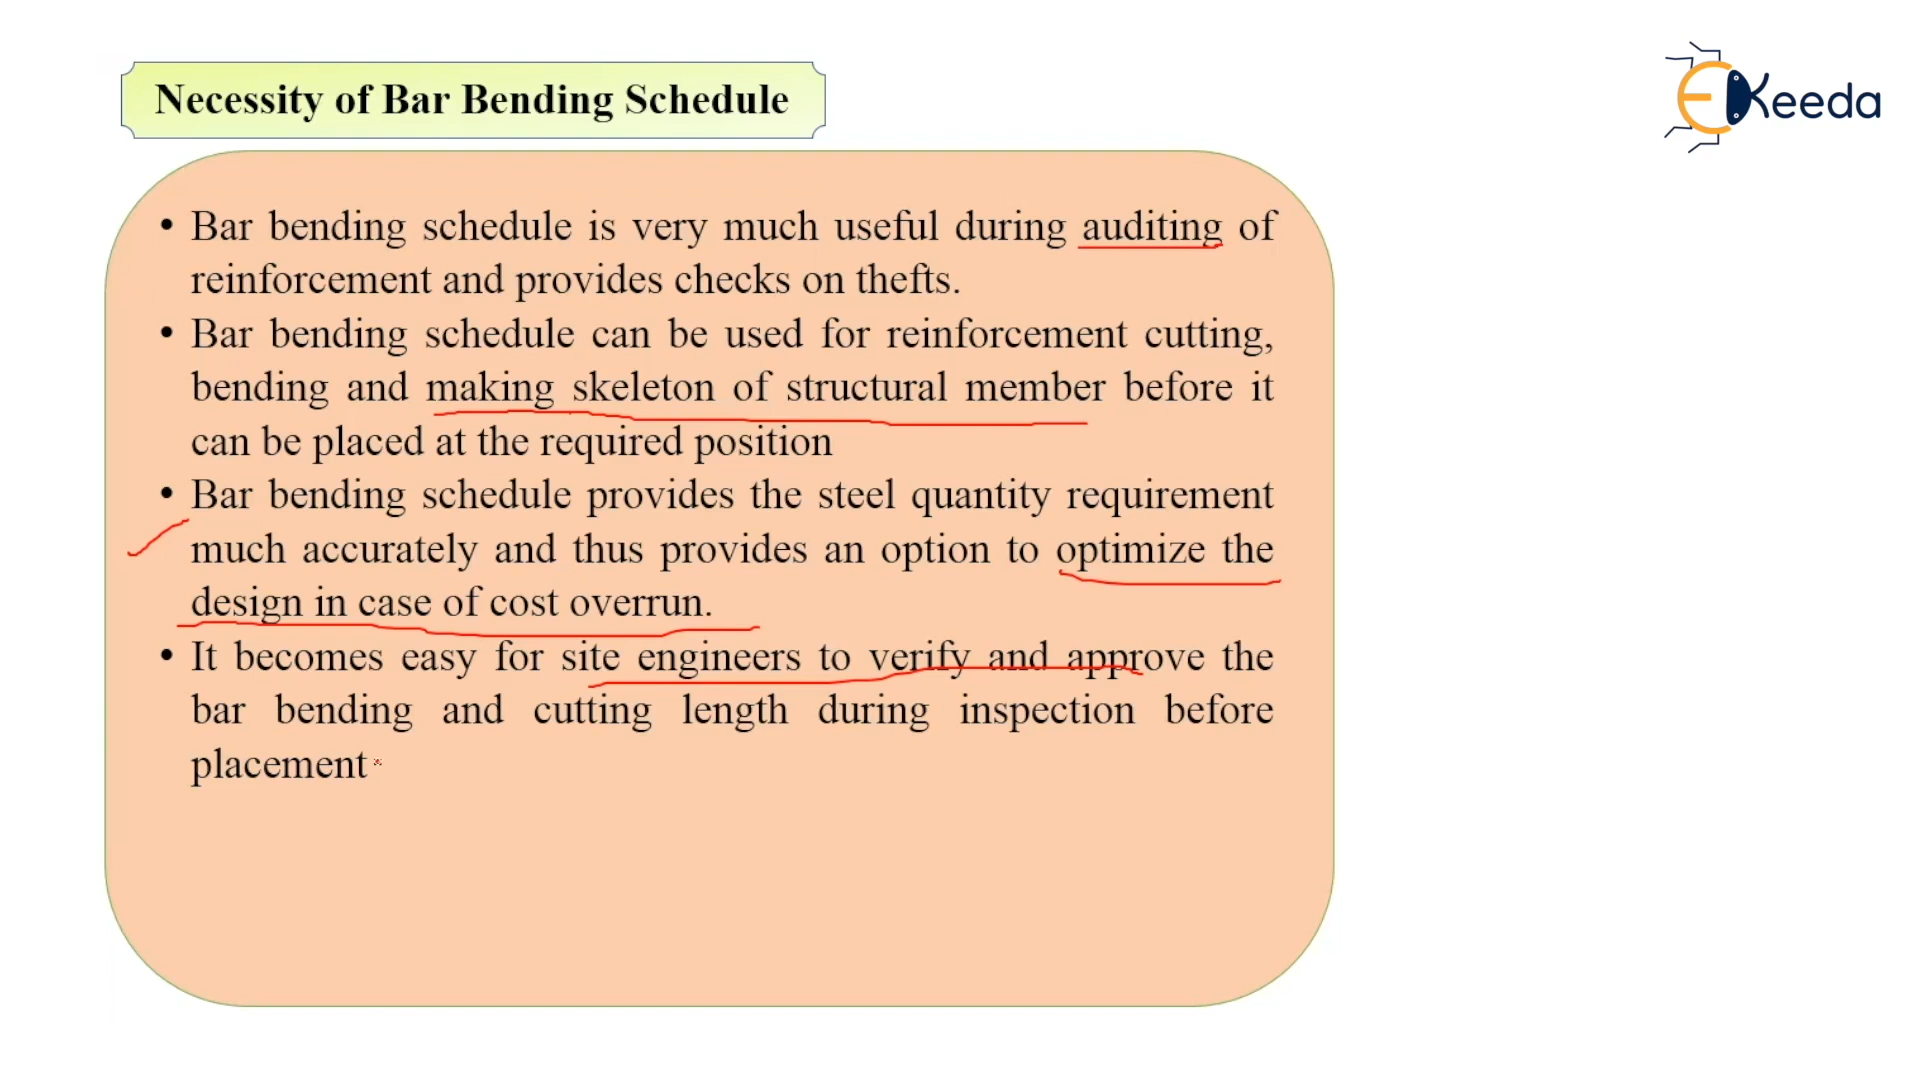 Necessity of Bar Bending Schedule
EKeeda
• Bar bending schedule is very much useful during auditing of
reinforcement and provides checks on thefts.
• Bar bending schedule can be used for reinforcement cutting,
bending and making skeleton of structural member before it
can be placed at the required position
• Bar bending schedule provides the steel quantity requirement
much accurately and thus provides an option to optimize the
design in case of cost overrun.
• It becomes easy for site engineers to verify and approve the
bar bending and cutting length during inspection before
placement